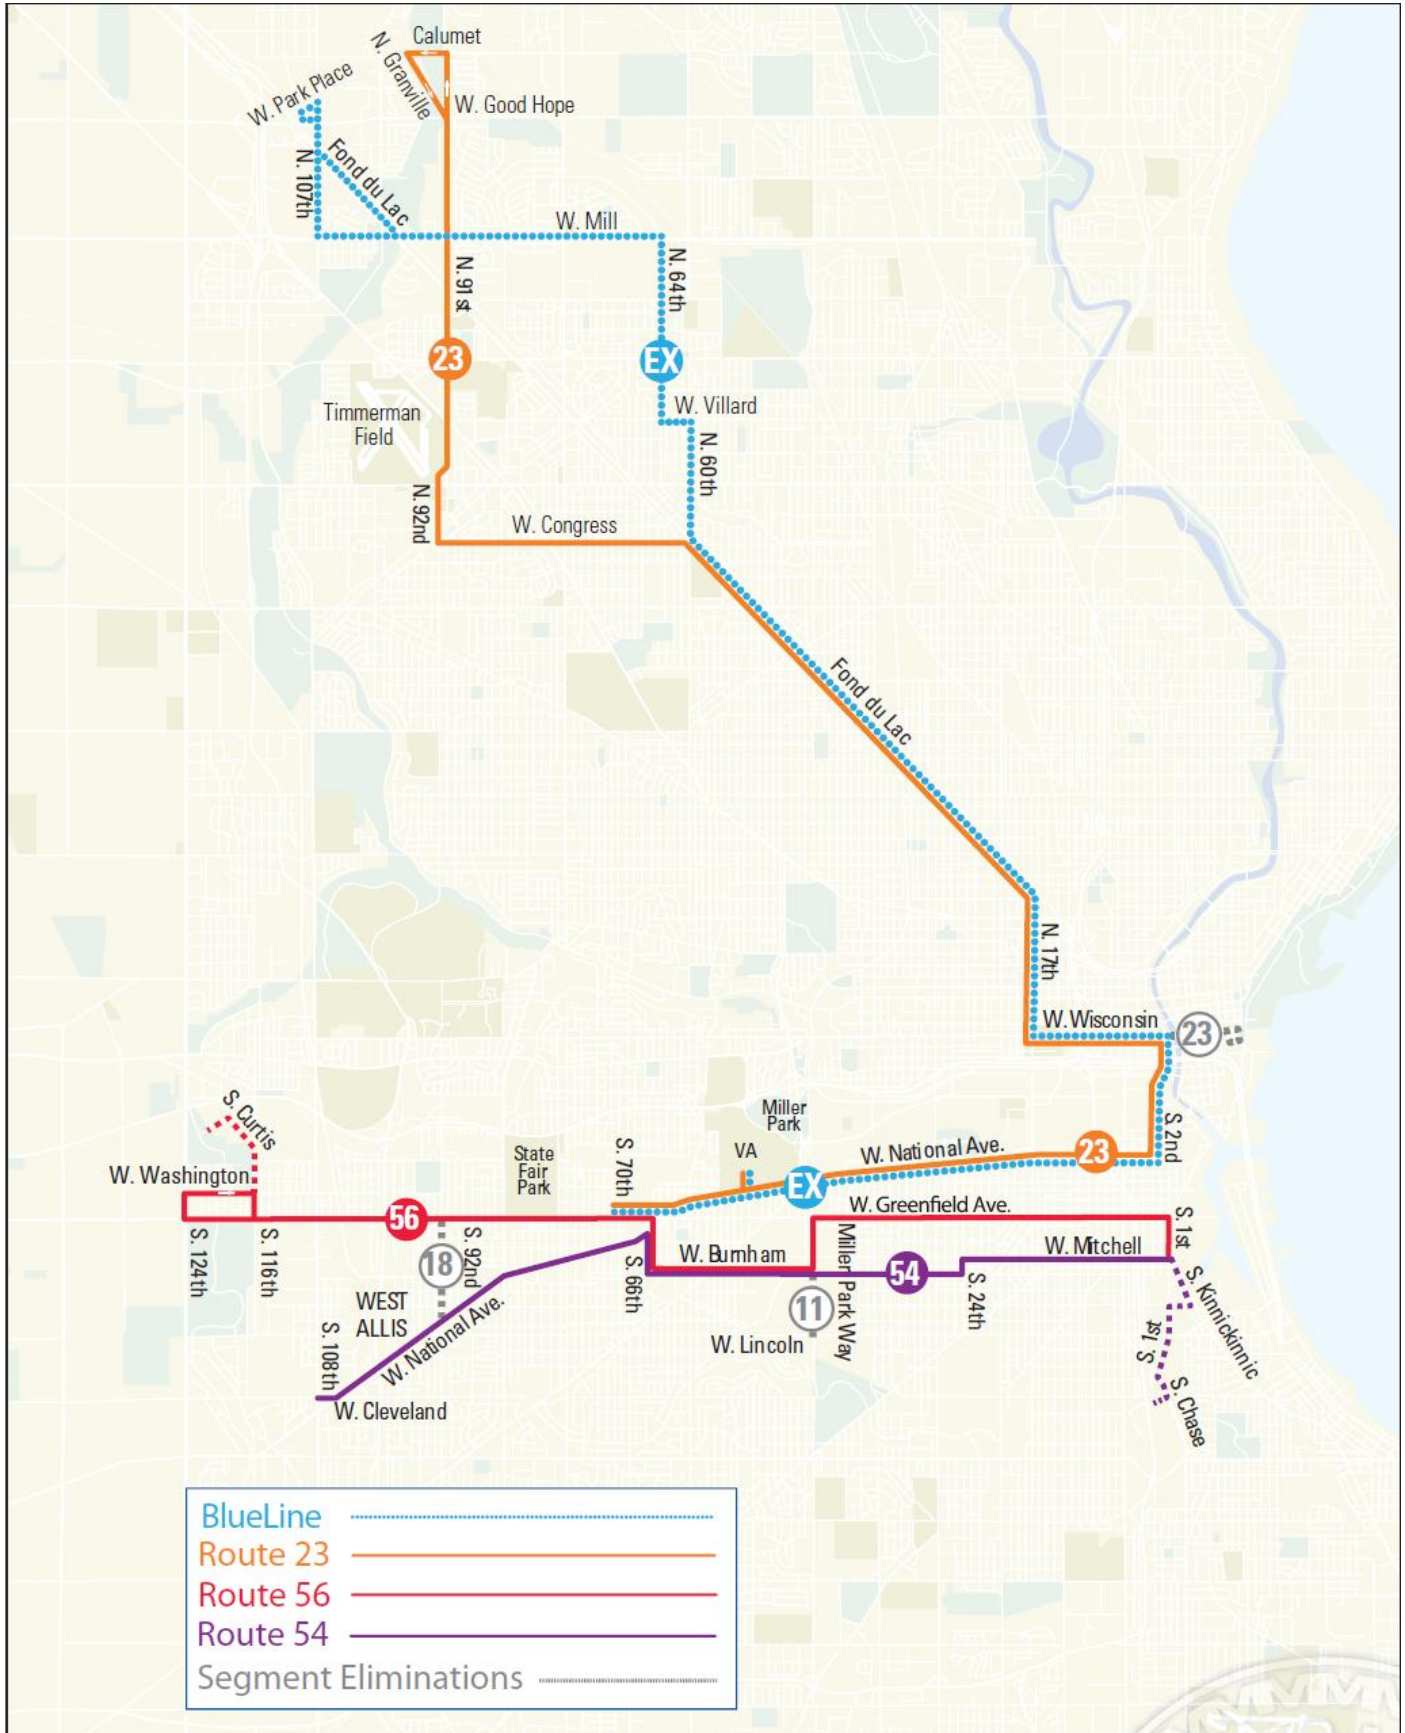 Calumet
N. Granville
W. Good Hope
W. Park Place
Fond du Lac
N. 107th
W. Mill
N. 91st
N. 64th
23
EX
Timmerman
Field
W. Villard
N. 60th
N. 92nd
W. Congress
Fond du Lac
N. 17th
W. Wisconsin
23
S. Curtis
W. Washington
Miller
Park
VA
State
Fair
Park
S. 70th
W. National Ave.
23
S. 2nd
EX
W. Greenfield Ave.
56
S. 124th
S. 116th
18
S. 92nd
W. Burnham
S. 66th
Miller Park Way
54
W. Mitchell
S. 1st
S. 24th
11
WEST
ALLIS
W. National Ave.
S. 108th
W. Cleveland
W. Lincoln
S. Kinnickinnic
S. 1st
S. Chase
BlueLine
Route 23
Route 56
Route 54
Segment Eliminations